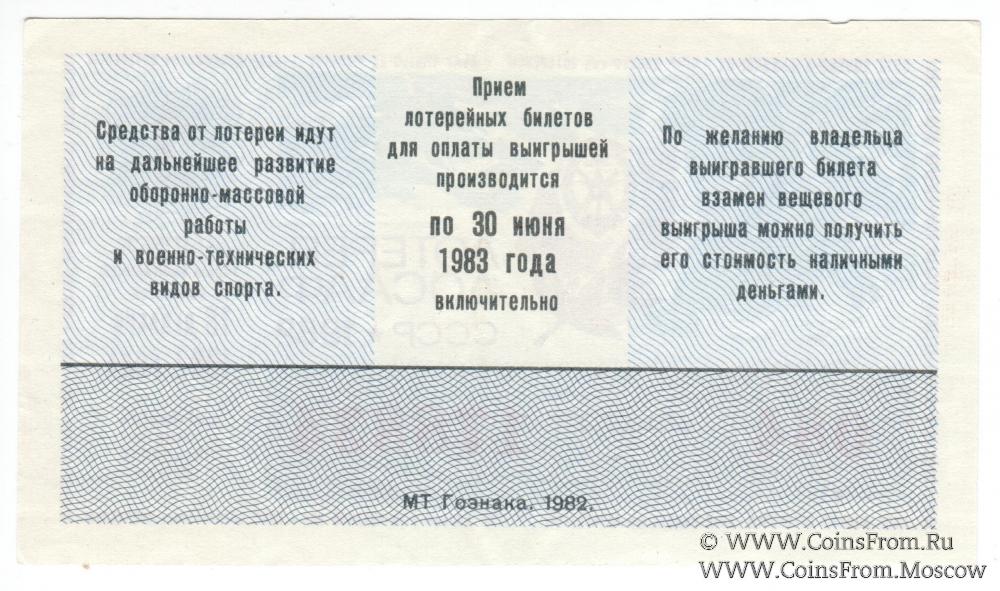 Средства от лотереи идут
на дальнейшее развитие
оборонно-массовой
работы
и военно-технических
видов спорта.
Прием
лотерейных билетов
для оплаты выигрышей
производится
по 30 июня
1983 года
включительно
По желанию владельца
выигравшего билета
взамен вещевого
выигрыша можно получить
его стоимость наличными
деньгами.
МТ Гознака. 1982.
© WWW.CoinsFrom.Ru
WWW.CoinsFrom.Moscow